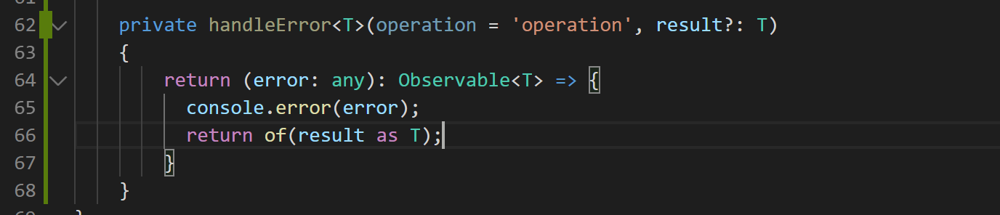 62 private handleError<T>(operation = 'operation', result?: T)
63 {
64 return (error: any): Observable<T> => {
65 console.error(error);
66 return of(result as T);
67 }
68 }